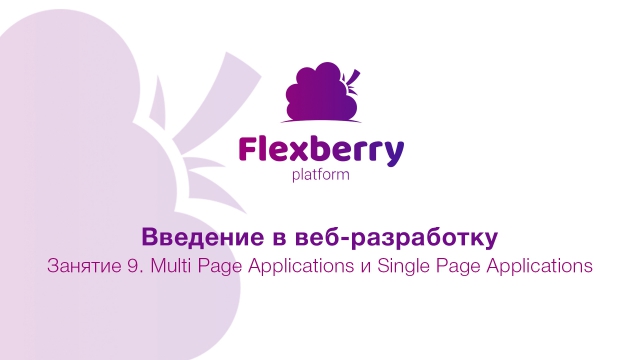 Flexberry
platform
Введение в веб-разработку
Занятие 9. Multi Page Applications и Single Page Applications